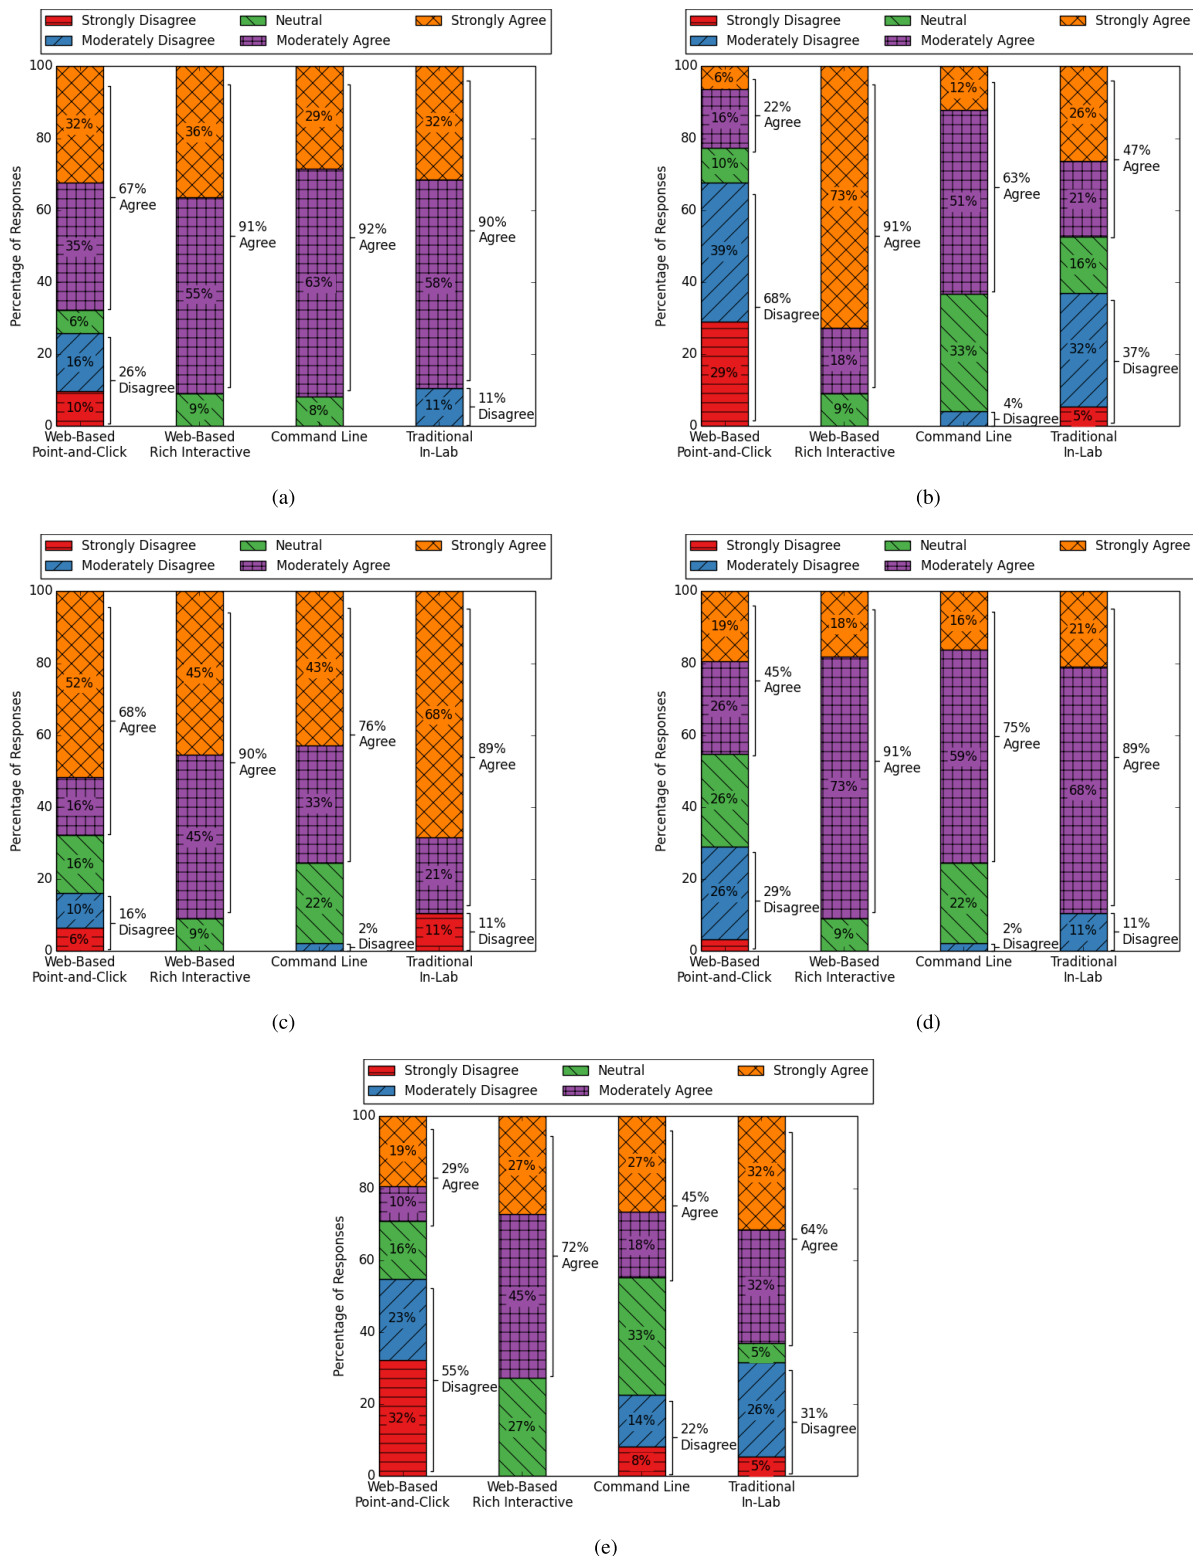 Strongly Disagree Neutral Strongly Agree
Moderately Disagree Moderately Agree
Percentage of Responses
100
80
60
40
20
0
32%
35%
6%
16%
10%
67%
Agree
26%
Disagree
36%
55%
9%
91%
Agree
29%
63%
8%
92%
Agree
32%
58%
11%
90%
Agree
11%
Disagree
Web-Based
Point-and-Click
Web-Based
Rich Interactive
Command Line
Traditional
In-Lab
(a)
Strongly Disagree Neutral Strongly Agree
Moderately Disagree Moderately Agree
Percentage of Responses
100
80
60
40
20
0
6%
16%
10%
39%
29%
22%
Agree
68%
Disagree
73%
18%
9%
91%
Agree
12%
51%
33%
63%
Agree
4%
Disagree
26%
21%
16%
32%
5%
47%
Agree
37%
Disagree
Web-Based
Point-and-Click
Web-Based
Rich Interactive
Command Line
Traditional
In-Lab
(b)
Strongly Disagree Neutral Strongly Agree
Moderately Disagree Moderately Agree
Percentage of Responses
100
80
60
40
20
0
52%
16%
16%
10%
6%
68%
Agree
16%
Disagree
45%
45%
9%
90%
Agree
43%
33%
22%
76%
Agree
2%
Disagree
68%
21%
11%
89%
Agree
11%
Disagree
Web-Based
Point-and-Click
Web-Based
Rich Interactive
Command Line
Traditional
In-Lab
(c)
Strongly Disagree Neutral Strongly Agree
Moderately Disagree Moderately Agree
Percentage of Responses
100
80
60
40
20
0
19%
26%
26%
26%
45%
Agree
29%
Disagree
18%
73%
9%
91%
Agree
16%
59%
22%
75%
Agree
2%
Disagree
21%
68%
11%
89%
Agree
11%
Disagree
Web-Based
Point-and-Click
Web-Based
Rich Interactive
Command Line
Traditional
In-Lab
(d)
Strongly Disagree Neutral Strongly Agree
Moderately Disagree Moderately Agree
Percentage of Responses
100
80
60
40
20
0
19%
10%
16%
23%
32%
29%
Agree
55%
Disagree
27%
45%
27%
72%
Agree
27%
18%
33%
14%
8%
45%
Agree
22%
Disagree
32%
32%
5%
26%
5%
64%
Agree
31%
Disagree
Web-Based
Point-and-Click
Web-Based
Rich Interactive
Command Line
Traditional
In-Lab
(e)